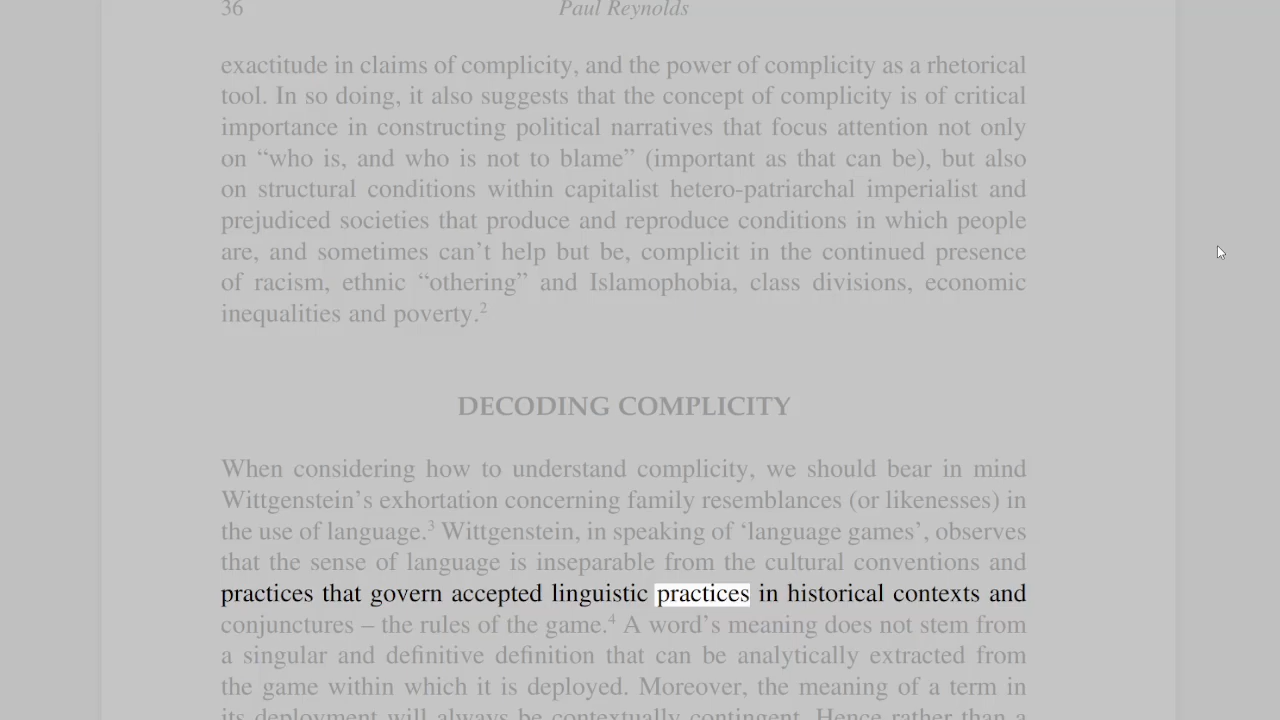 36 Paul Reynolds
exactitude in claims of complicity, and the power of complicity as a rhetorical
tool. In so doing, it also suggests that the concept of complicity is of critical
importance in constructing political narratives that focus attention not only
on “who is, and who is not to blame” (important as that can be), but also
on structural conditions within capitalist hetero-patriarchal imperialist and
prejudiced societies that produce and reproduce conditions in which people
are, and sometimes can’t help but be, complicit in the continued presence
of racism, ethnic “othering” and Islamophobia, class divisions, economic
inequalities and poverty.²
DECODING COMPLICITY
When considering how to understand complicity, we should bear in mind
Wittgenstein’s exhortation concerning family resemblances (or likenesses) in
the use of language.³ Wittgenstein, in speaking of ‘language games’, observes
that the sense of language is inseparable from the cultural conventions and
practices that govern accepted linguistic practices in historical contexts and
conjunctures – the rules of the game.⁴ A word’s meaning does not stem from
a singular and definitive definition that can be analytically extracted from
the game within which it is deployed. Moreover, the meaning of a term in
its deployment will always be contextually contingent. Hence rather than a